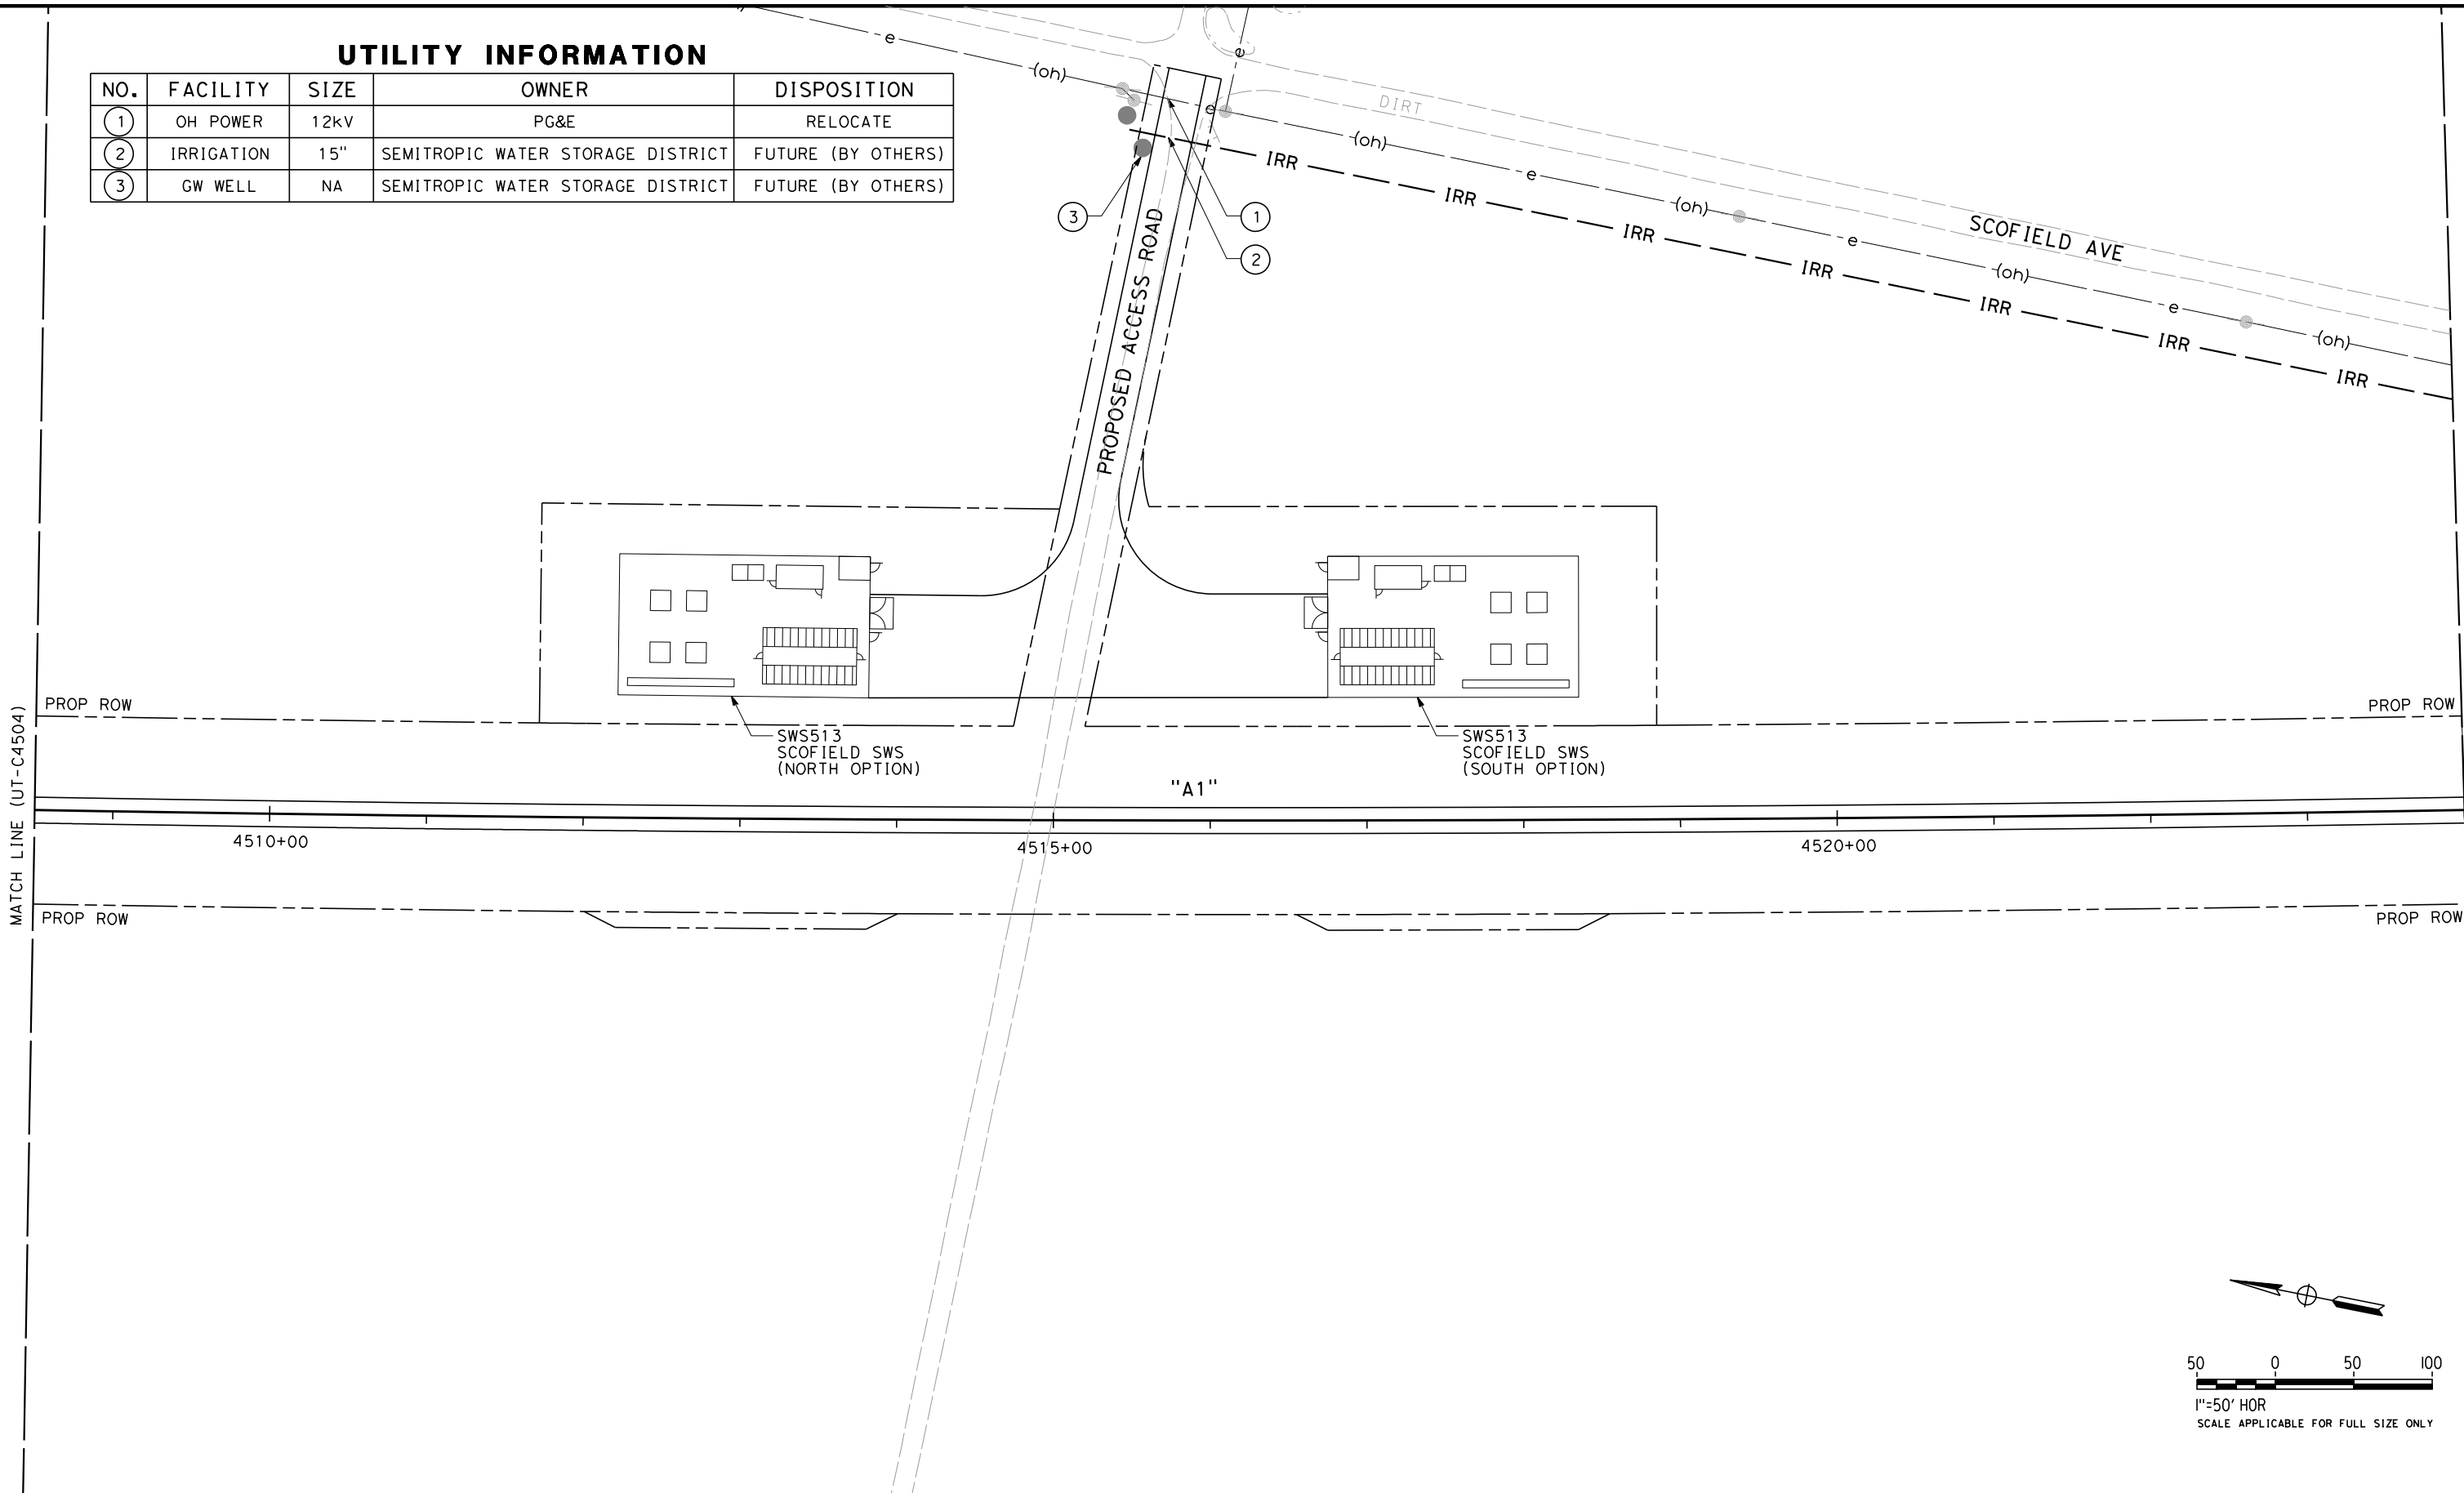 UTILITY INFORMATION
NO. FACILITY SIZE OWNER DISPOSITION
1 OH POWER 12kV PG&E RELOCATE
2 IRRIGATION 15" SEMITROPIC WATER STORAGE DISTRICT FUTURE (BY OTHERS)
3 GW WELL NA SEMITROPIC WATER STORAGE DISTRICT FUTURE (BY OTHERS)
e
(oh)
e
e
DIRT
(oh)
e
(oh)
e
(oh)
e
(oh)
SCOFIELD AVE
IRR
IRR
IRR
IRR
IRR
IRR
IRR
3
1
2
PROPOSED ACCESS ROAD
PROP ROW
PROP ROW
SWS513
SCOFIELD SWS
(NORTH OPTION)
SWS513
SCOFIELD SWS
(SOUTH OPTION)
"A1"
MATCH LINE (UT-C4504)
4510+00
4515+00
4520+00
PROP ROW
PROP ROW
50 0 50 100
1"=50' HOR
SCALE APPLICABLE FOR FULL SIZE ONLY